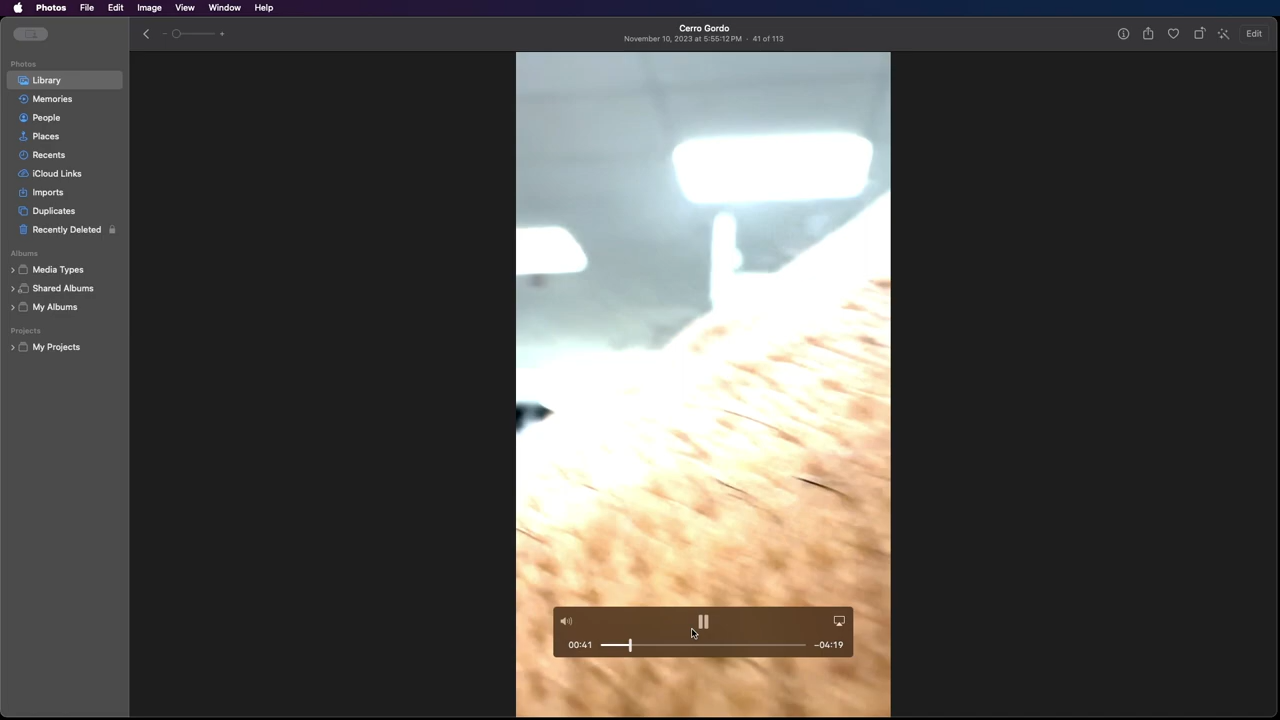 Photos File Edit Image View Window Help
Cerro Gordo
November 10, 2023 at 5:55:12 PM · 41 of 113
Edit
Photos
Library
Memories
People
Places
Recents
iCloud Links
Imports
Duplicates
Recently Deleted
Albums
Media Types
Shared Albums
My Albums
Projects
My Projects
00:41
−04:19